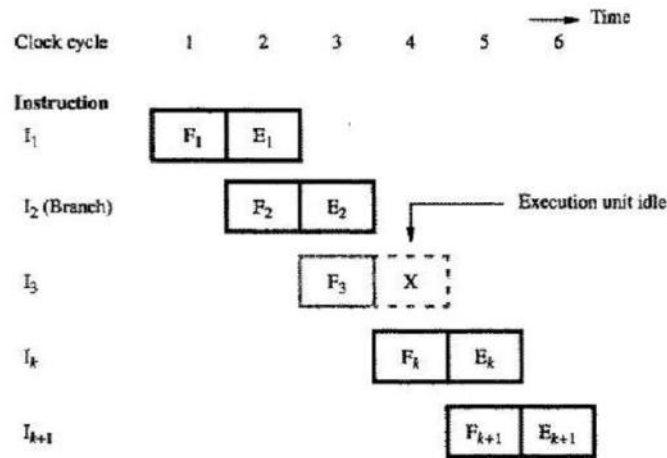 Time
Clock cycle 1 2 3 4 5 6
Instruction
I1 F1 E1
I2 (Branch) F2 E2
Execution unit idle
I3 F3 X
Ik Fk Ek
Ik+1 Fk+1 Ek+1